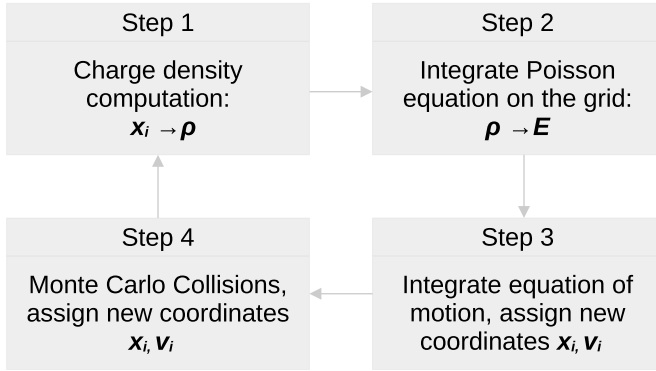 Step 1
Charge density
computation:
xᵢ →ρ
Step 2
Integrate Poisson
equation on the grid:
ρ →E
Step 4
Monte Carlo Collisions,
assign new coordinates
xᵢ, vᵢ
Step 3
Integrate equation of
motion, assign new
coordinates xᵢ, vᵢ